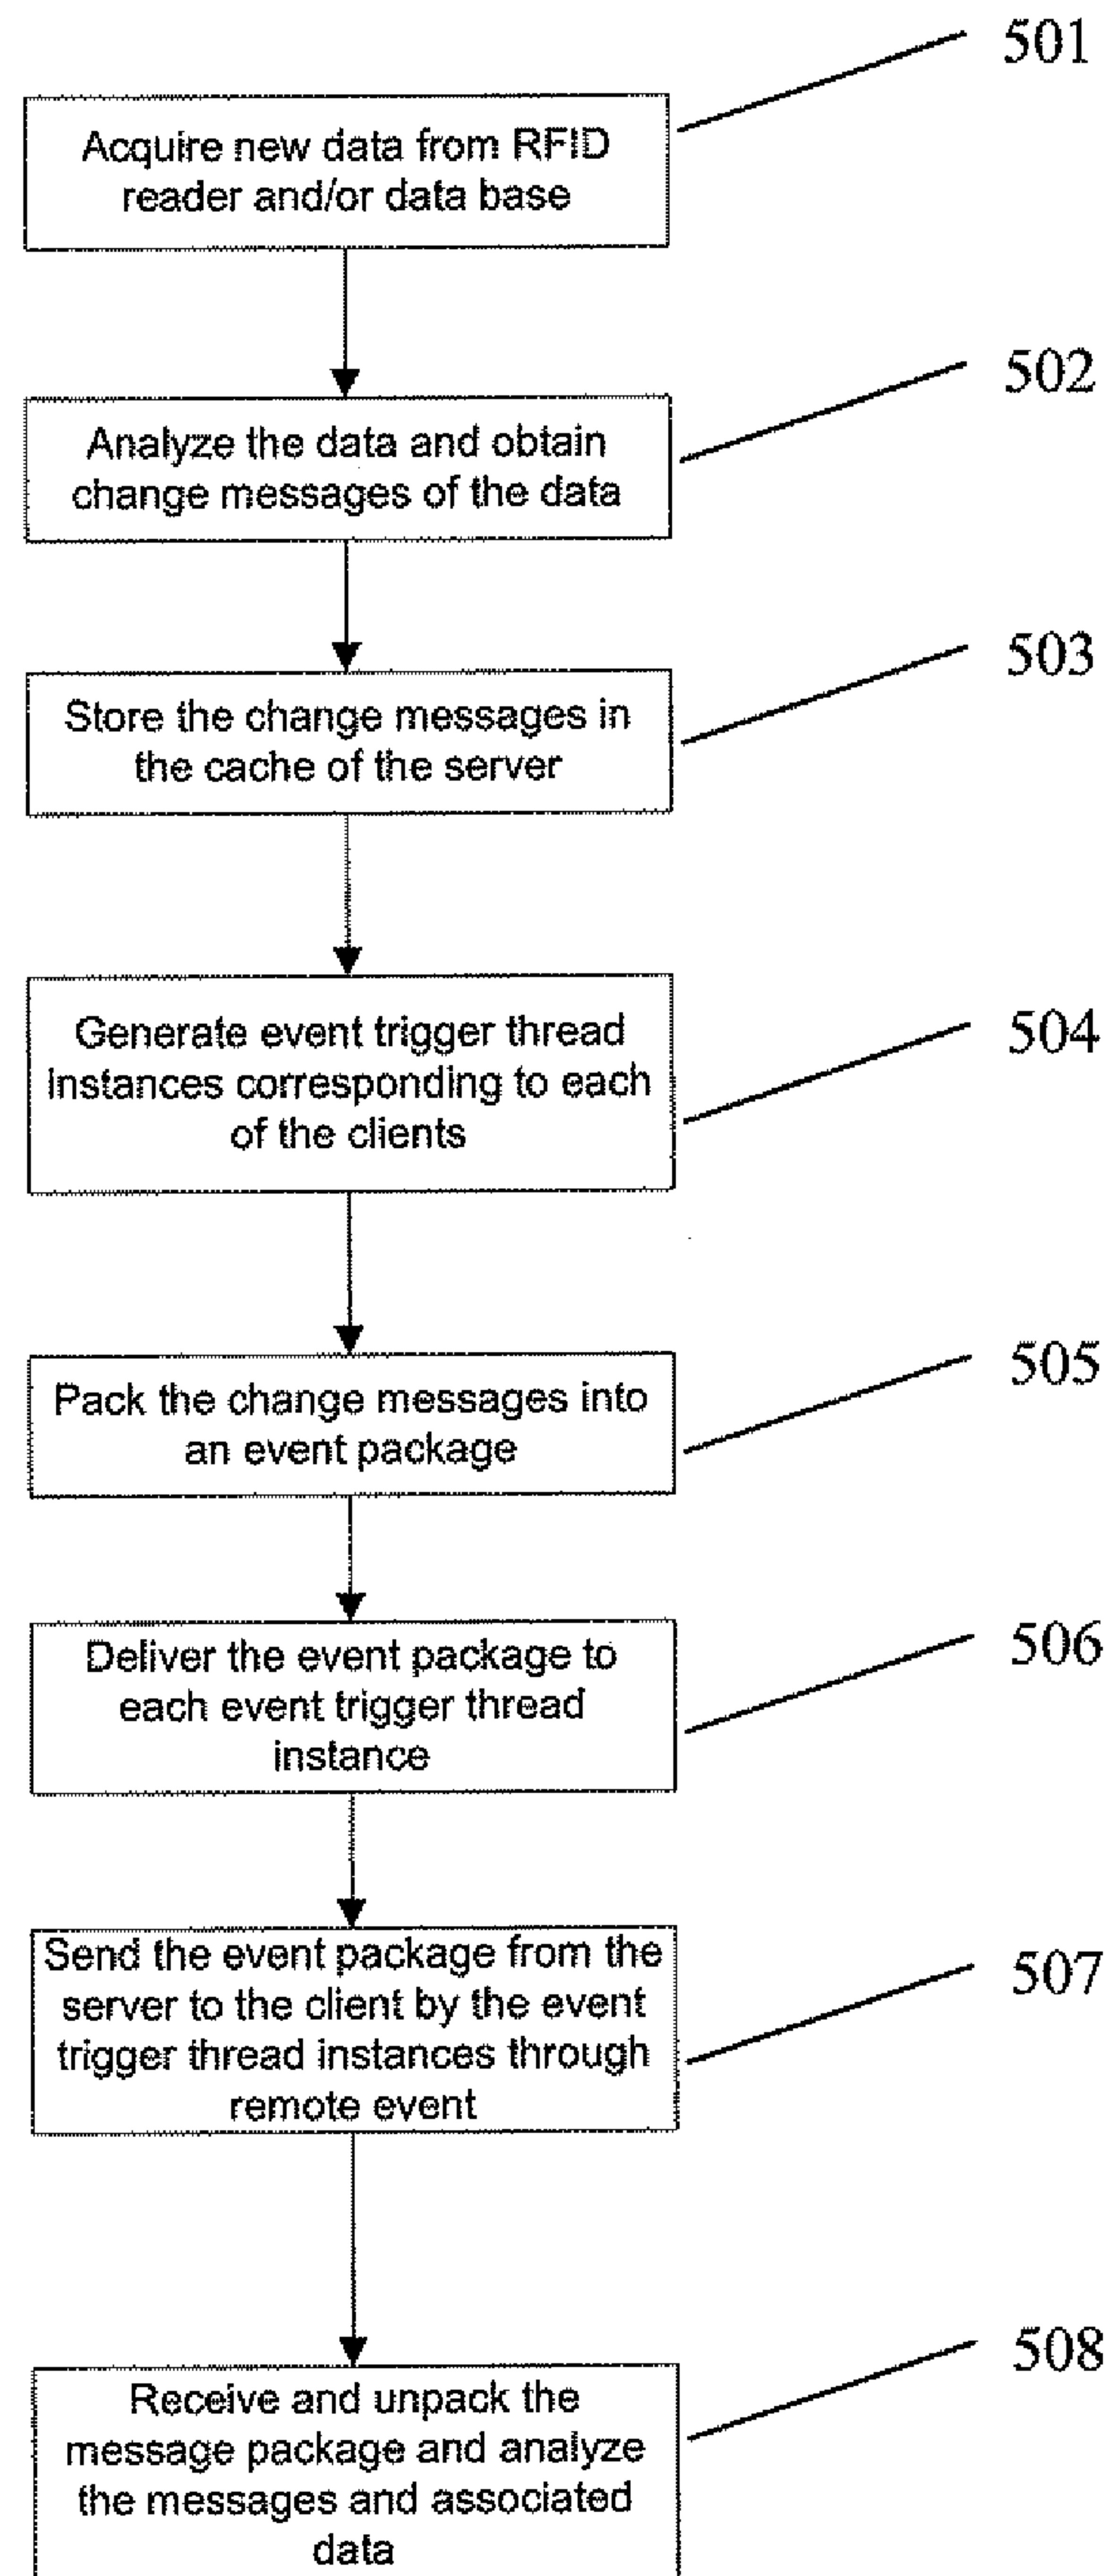 501
Acquire new data from RFID
reader and/or data base
502
Analyze the data and obtain
change messages of the data
503
Store the change messages in
the cache of the server
504
Generate event trigger thread
instances corresponding to each
of the clients
505
Pack the change messages into
an event package
506
Deliver the event package to
each event trigger thread
instance
507
Send the event package from the
server to the client by the event
trigger thread instances through
remote event
508
Receive and unpack the
message package and analyze
the messages and associated
data